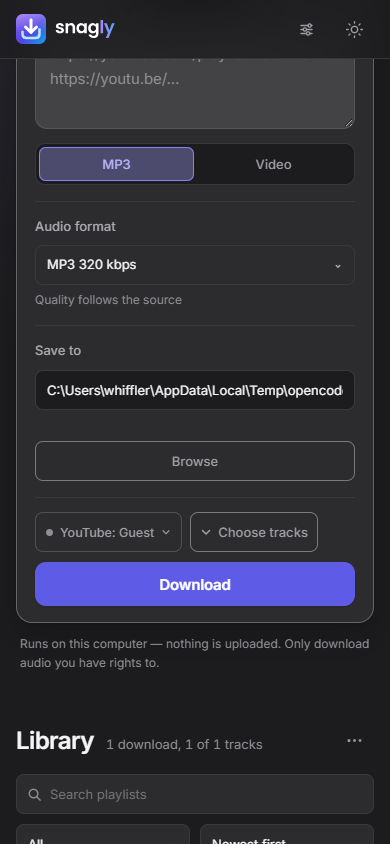 snagly
https://youtu.be/...
MP3
Video
Audio format
MP3 320 kbps
Quality follows the source
Save to
C:\Users\whiffler\AppData\Local\Temp\opencod
Browse
YouTube: Guest
Choose tracks
Download
Runs on this computer — nothing is uploaded. Only download
audio you have rights to.
Library
1 download, 1 of 1 tracks
Search playlists
All
Newest first